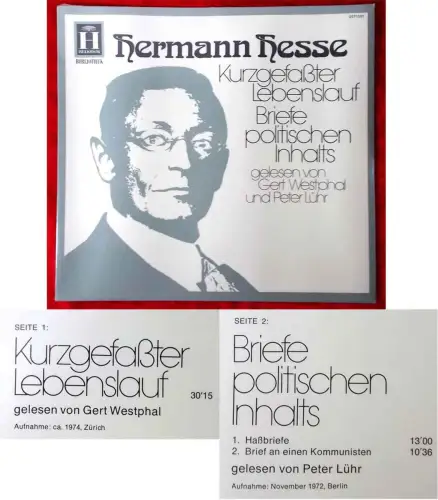 H
HELIODOR
BIBLIOTHEK
Hermann Hesse
Kurzgefaßter
Lebenslauf
Briefe
politischen
Inhalts
gelesen von
Gert Westphal
und Peter Lühr
SEITE 1:
Kurzgefaßter
Lebenslauf 30'15
gelesen von Gert Westphal
Aufnahme: ca. 1974, Zürich
SEITE 2:
Briefe
politischen
Inhalts
1. Haßbriefe 13'00
2. Brief an einen Kommunisten 10'36
gelesen von Peter Lühr
Aufnahme: November 1972, Berlin